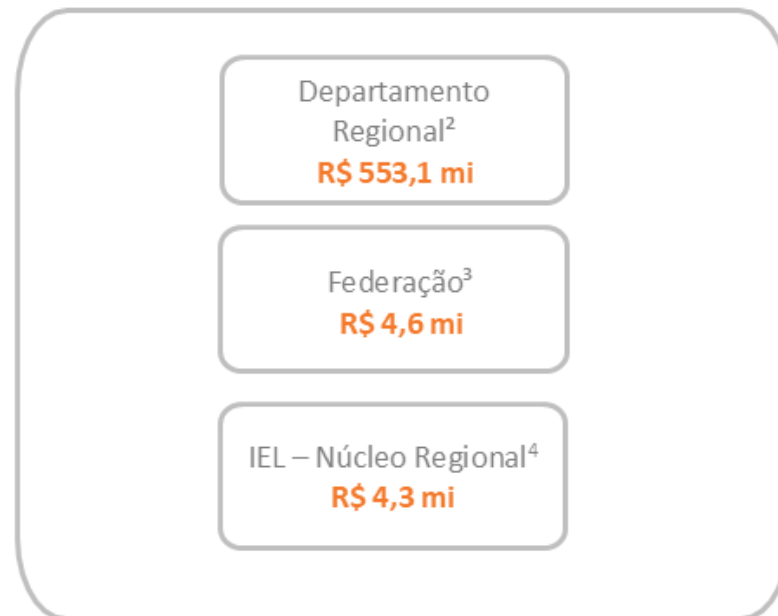 Departamento
Regional²
R$ 553,1 mi
Federação³
R$ 4,6 mi
IEL – Núcleo Regional⁴
R$ 4,3 mi